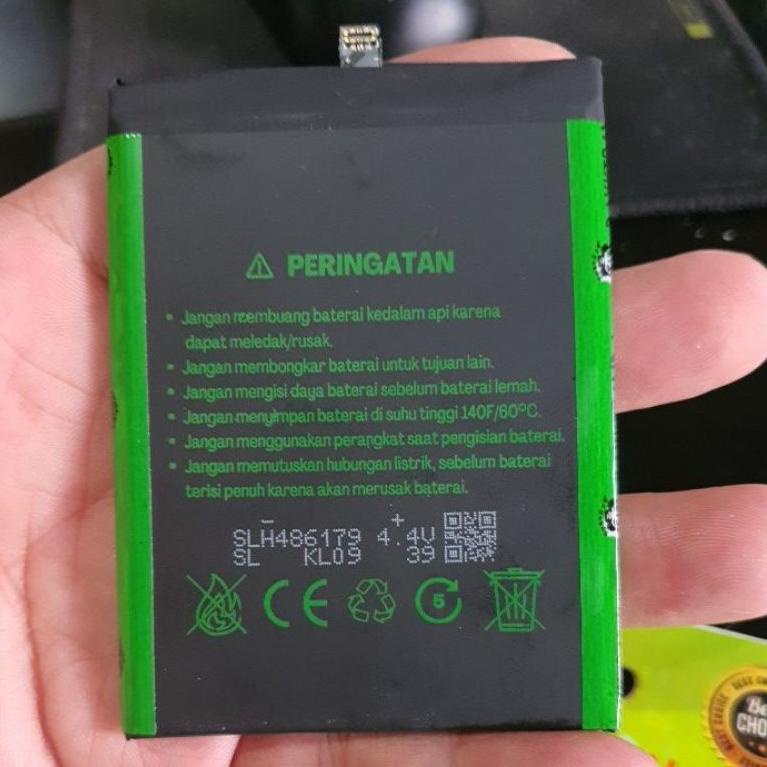 PERINGATAN
Jangan membuang baterai kedalam api karena
dapat meledak/rusak.
Jangan membongkar baterai untuk tujuan lain.
Jangan mengisi daya baterai sebelum baterai lemah.
Jangan menyimpan baterai di suhu tinggi 140F/60°C.
Jangan menggunakan perangkat saat pengisian baterai.
Jangan memutuskan hubungan listrik, sebelum baterai
terisi penuh karena akan merusak baterai.
- +
SLH486179 4.4V
SL KL09 39
CE
5
CHO